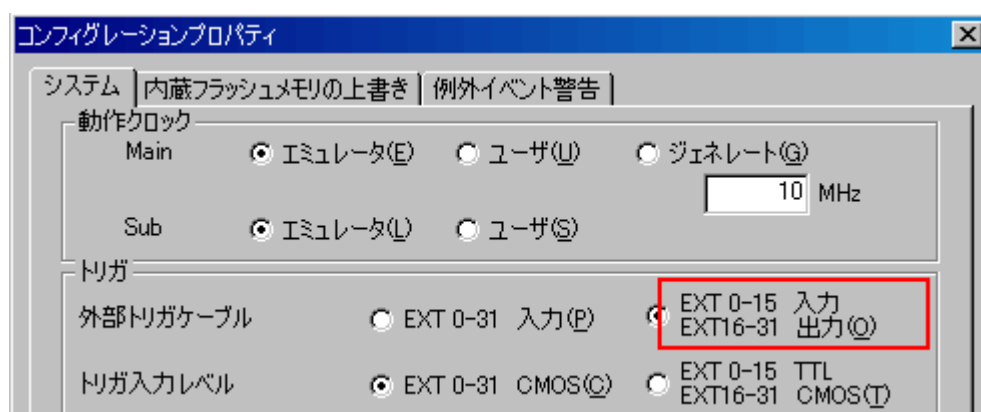 コンフィグレーションプロパティ
システム 内蔵フラッシュメモリの上書き 例外イベント警告
動作クロック
Main エミュレータ(E) ユーザ(U) ジェネレート(G)
10 MHz
Sub エミュレータ(L) ユーザ(S)
トリガ
外部トリガケーブル EXT 0-31 入力(P) EXT 0-15 入力
EXT16-31 出力(O)
トリガ入力レベル EXT 0-31 CMOS(C) EXT 0-15 TTL
EXT16-31 CMOS(T)